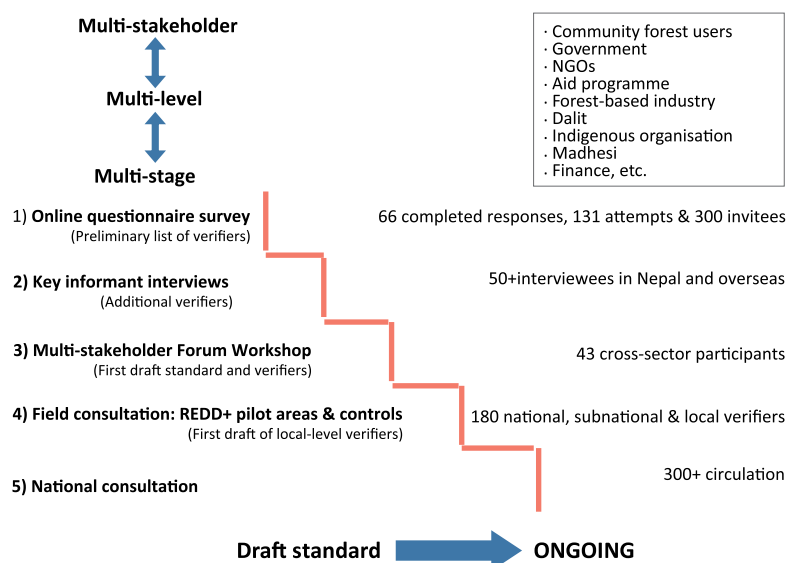 Multi-stakeholder
Multi-level
Multi-stage
· Community forest users
· Government
· NGOs
· Aid programme
· Forest-based industry
· Dalit
· Indigenous organisation
· Madhesi
· Finance, etc.
1) Online questionnaire survey
(Preliminary list of verifiers)
66 completed responses, 131 attempts & 300 invitees
2) Key informant interviews
(Additional verifiers)
50+interviewees in Nepal and overseas
3) Multi-stakeholder Forum Workshop
(First draft standard and verifiers)
43 cross-sector participants
4) Field consultation: REDD+ pilot areas & controls
(First draft of local-level verifiers)
180 national, subnational & local verifiers
5) National consultation
300+ circulation
Draft standard
ONGOING